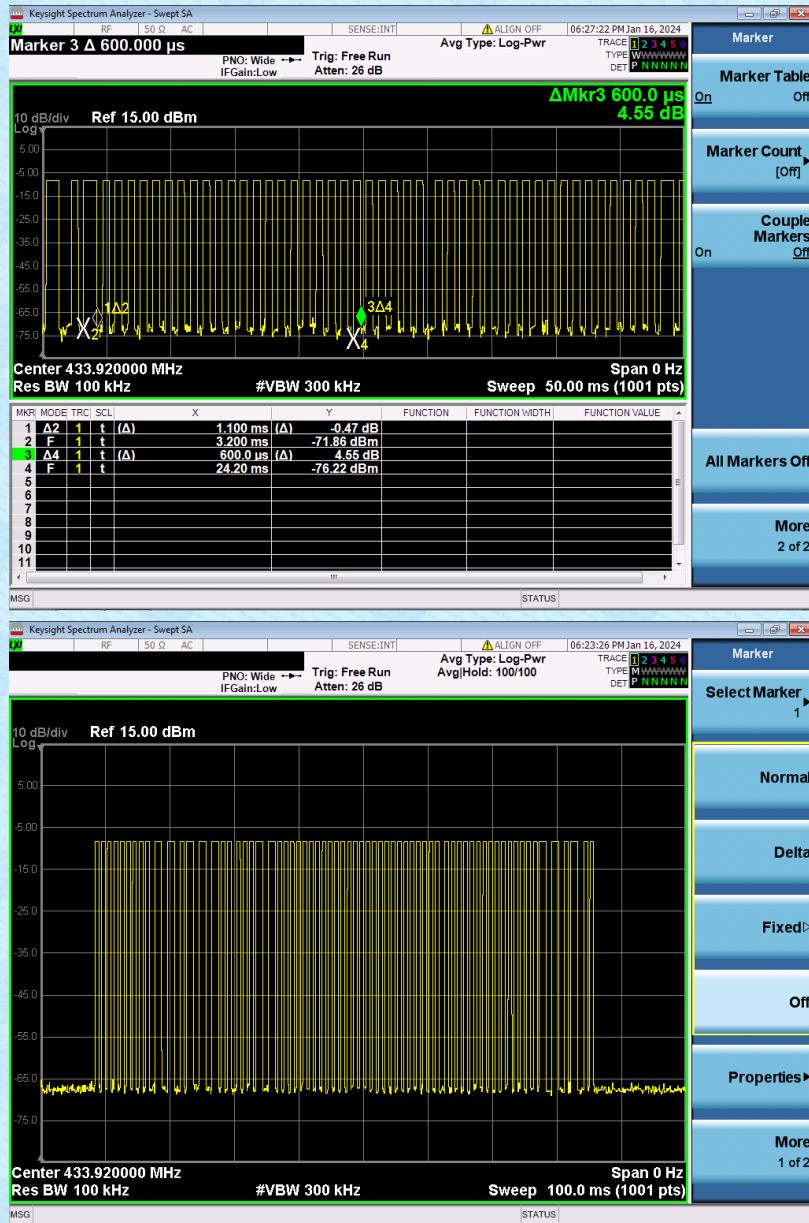 Keysight Spectrum Analyzer - Swept SA
LXI RF 50 Ω AC SENSE:INT ALIGN OFF 06:27:22 PM Jan 16, 2024
Marker 3 Δ 600.000 μs
PNO: Wide Trig: Free Run Avg Type: Log-Pwr TRACE 1 2 3 4 5 6
IFGain:Low Atten: 26 dB TYPE WWWWWW
DET P NNNNN
Marker
Marker Table
On Off
Marker Count
[Off]
Couple
Markers
On Off
All Markers Off
More
2 of 2
ΔMkr3 600.0 μs
4.55 dB
10 dB/div Ref 15.00 dBm
Log
5.00
-5.00
-15.0
-25.0
-35.0
-45.0
-55.0
-65.0
-75.0
1Δ2
2
3Δ4
4
Center 433.920000 MHz Span 0 Hz
Res BW 100 kHz #VBW 300 kHz Sweep 50.00 ms (1001 pts)
MKR MODE TRC SCL X Y FUNCTION FUNCTION WIDTH FUNCTION VALUE
1 Δ2 1 t (Δ) 1.100 ms (Δ) -0.47 dB
2 F 1 t 3.200 ms -71.86 dBm
3 Δ4 1 t (Δ) 600.0 μs (Δ) 4.55 dB
4 F 1 t 24.20 ms -76.22 dBm
5
6
7
8
9
10
11
MSG STATUS
Keysight Spectrum Analyzer - Swept SA
LXI RF 50 Ω AC SENSE:INT ALIGN OFF 06:23:26 PM Jan 16, 2024
PNO: Wide Trig: Free Run Avg Type: Log-Pwr TRACE 1 2 3 4 5 6
IFGain:Low Atten: 26 dB Avg|Hold: 100/100 TYPE MWWWWW
DET P NNNNN
Marker
Select Marker
1
Normal
Delta
Fixed
Off
Properties
More
1 of 2
10 dB/div Ref 15.00 dBm
Log
5.00
-5.00
-15.0
-25.0
-35.0
-45.0
-55.0
-65.0
-75.0
Center 433.920000 MHz Span 0 Hz
Res BW 100 kHz #VBW 300 kHz Sweep 100.0 ms (1001 pts)
MSG STATUS